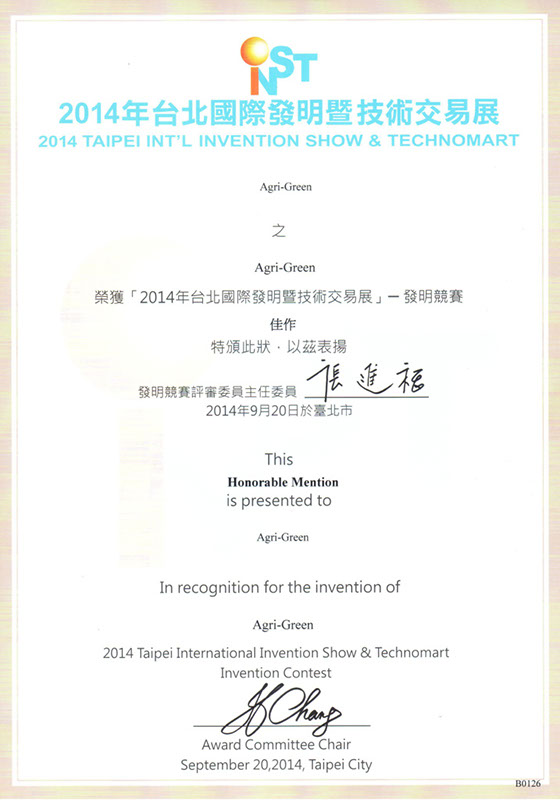 iNST
2014年台北國際發明暨技術交易展
2014 TAIPEI INT'L INVENTION SHOW & TECHNOMART
Agri-Green
之
Agri-Green
榮獲「2014年台北國際發明暨技術交易展」－發明競賽
佳作
特頒此狀，以茲表揚
發明競賽評審委員主任委員 張進福
2014年9月20日於臺北市
This
Honorable Mention
is presented to
Agri-Green
In recognition for the invention of
Agri-Green
2014 Taipei International Invention Show & Technomart
Invention Contest
JF Chang
Award Committee Chair
September 20,2014, Taipei City
B0126